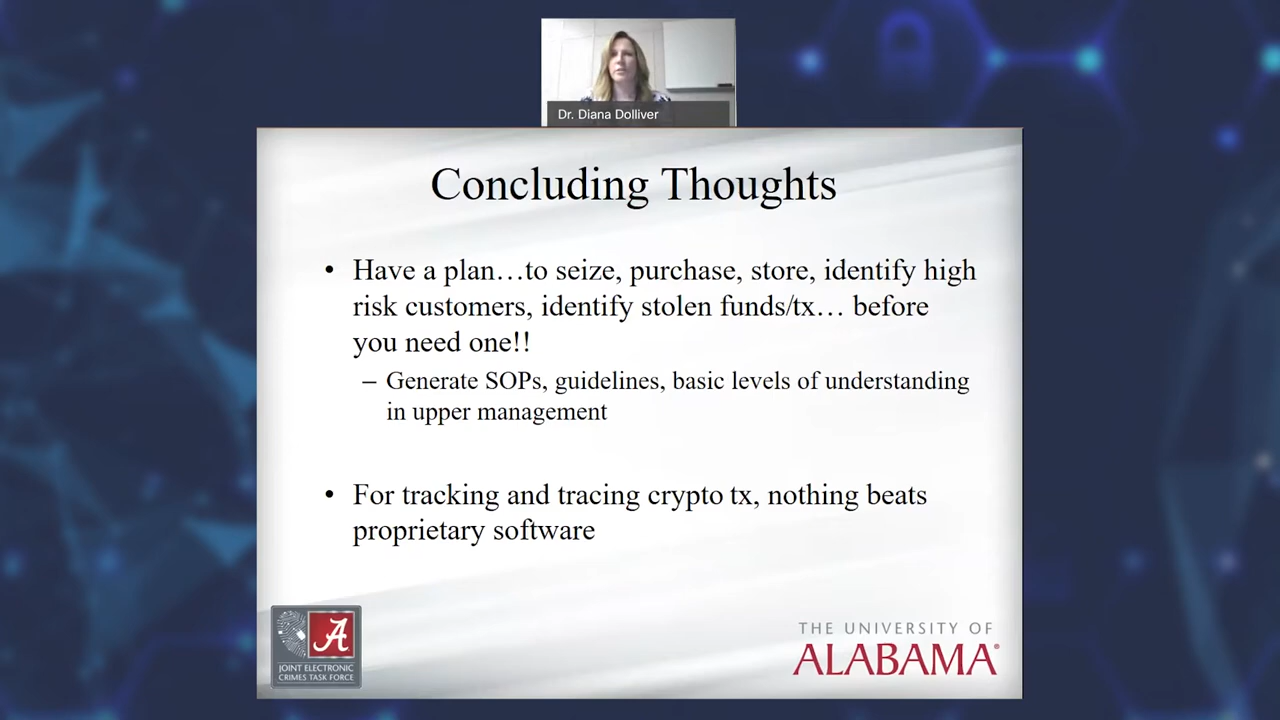 Dr. Diana Dolliver
Concluding Thoughts
• Have a plan…to seize, purchase, store, identify high
risk customers, identify stolen funds/tx… before
you need one!!
– Generate SOPs, guidelines, basic levels of understanding
in upper management
• For tracking and tracing crypto tx, nothing beats
proprietary software
A
JOINT ELECTRONIC
CRIMES TASK FORCE
THE UNIVERSITY OF
ALABAMA®